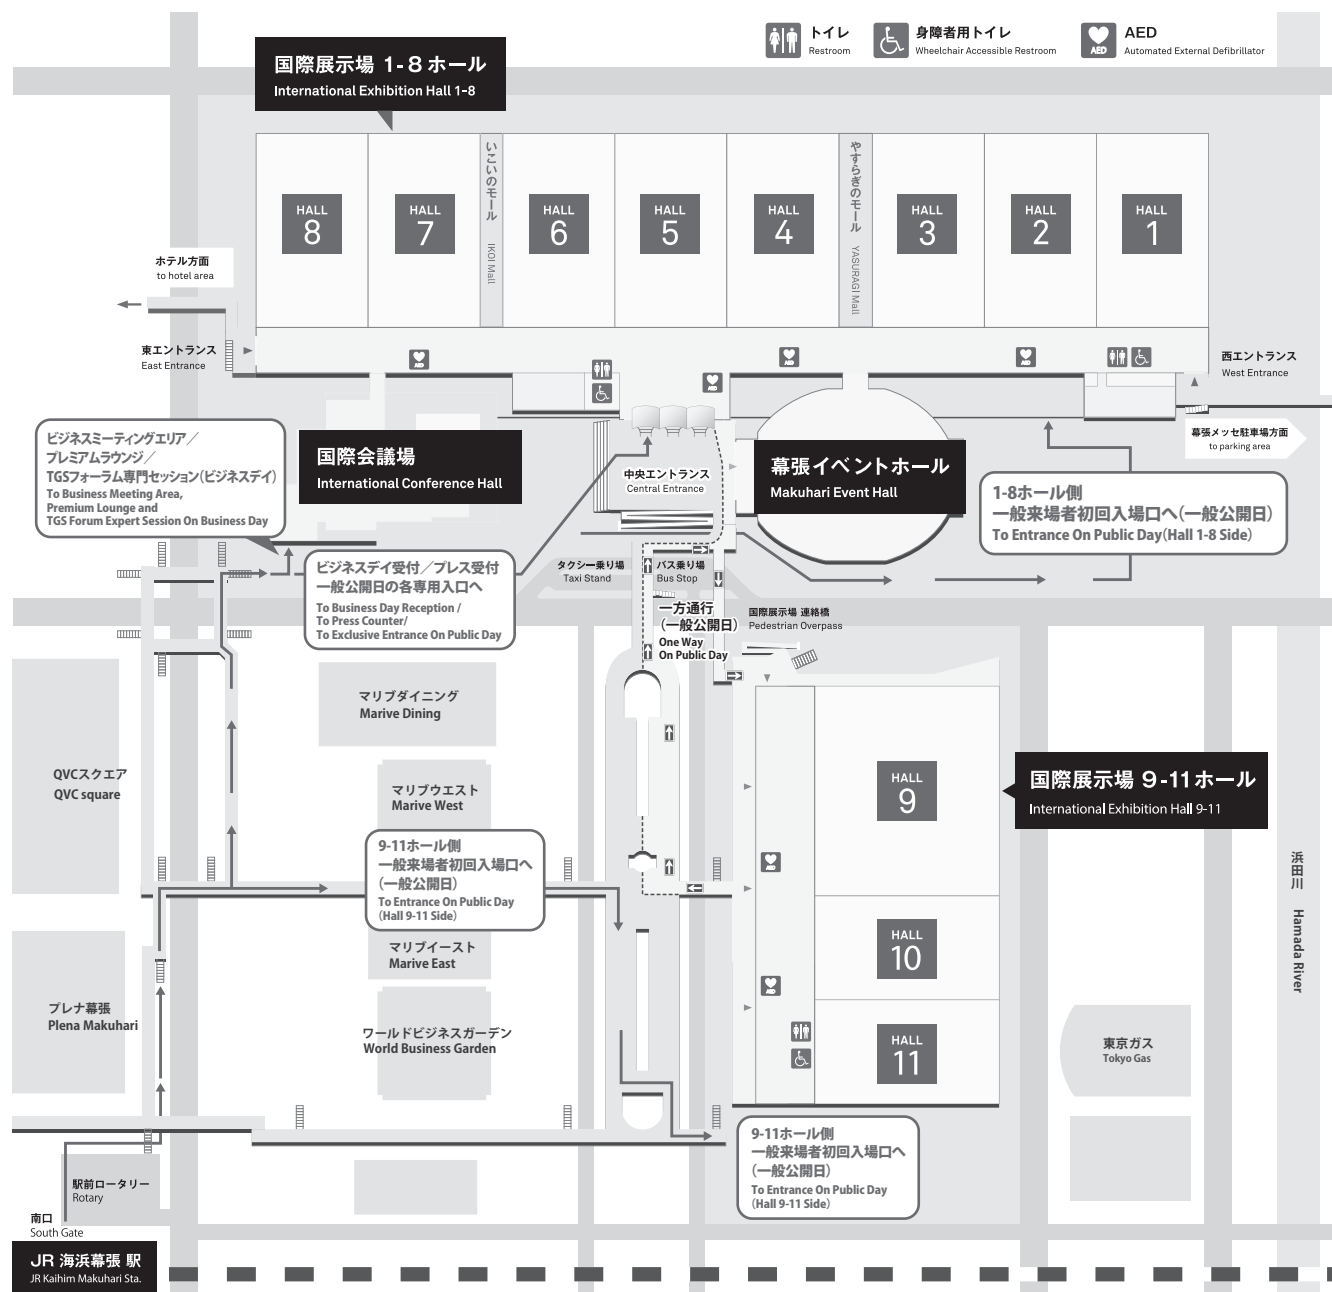 トイレ
Restroom
身障者用トイレ
Wheelchair Accessible Restroom
AED
AED
Automated External Defibrillator
国際展示場 1-8 ホール
International Exhibition Hall 1-8
HALL
8
HALL
7
いこいのモール
IKOI Mall
HALL
6
HALL
5
HALL
4
やすらぎのモール
YASURAGI Mall
HALL
3
HALL
2
HALL
1
ホテル方面
to hotel area
東エントランス
East Entrance
AED
AED
AED
AED
西エントランス
West Entrance
幕張メッセ駐車場方面
to parking area
ビジネスミーティングエリア／
プレミアムラウンジ／
TGSフォーラム専門セッション(ビジネスデイ)
To Business Meeting Area,
Premium Lounge and
TGS Forum Expert Session On Business Day
国際会議場
International Conference Hall
中央エントランス
Central Entrance
幕張イベントホール
Makuhari Event Hall
1-8ホール側
一般来場者初回入場口へ(一般公開日)
To Entrance On Public Day(Hall 1-8 Side)
ビジネスデイ受付／プレス受付
一般公開日の各専用入口へ
To Business Day Reception /
To Press Counter/
To Exclusive Entrance On Public Day
タクシー乗り場
Taxi Stand
バス乗り場
Bus Stop
一方通行
(一般公開日)
One Way
On Public Day
国際展示場 連絡橋
Pedestrian Overpass
マリブダイニング
Marive Dining
QVCスクエア
QVC square
マリブウエスト
Marive West
HALL
9
国際展示場 9-11 ホール
International Exhibition Hall 9-11
9-11ホール側
一般来場者初回入場口へ
(一般公開日)
To Entrance On Public Day
(Hall 9-11 Side)
AED
浜田川 Hamada River
マリブイースト
Marive East
HALL
10
AED
プレナ幕張
Plena Makuhari
ワールドビジネスガーデン
World Business Garden
HALL
11
東京ガス
Tokyo Gas
9-11ホール側
一般来場者初回入場口へ
(一般公開日)
To Entrance On Public Day
(Hall 9-11 Side)
駅前ロータリー
Rotary
南口
South Gate
JR 海浜幕張 駅
JR Kaihim Makuhari Sta.